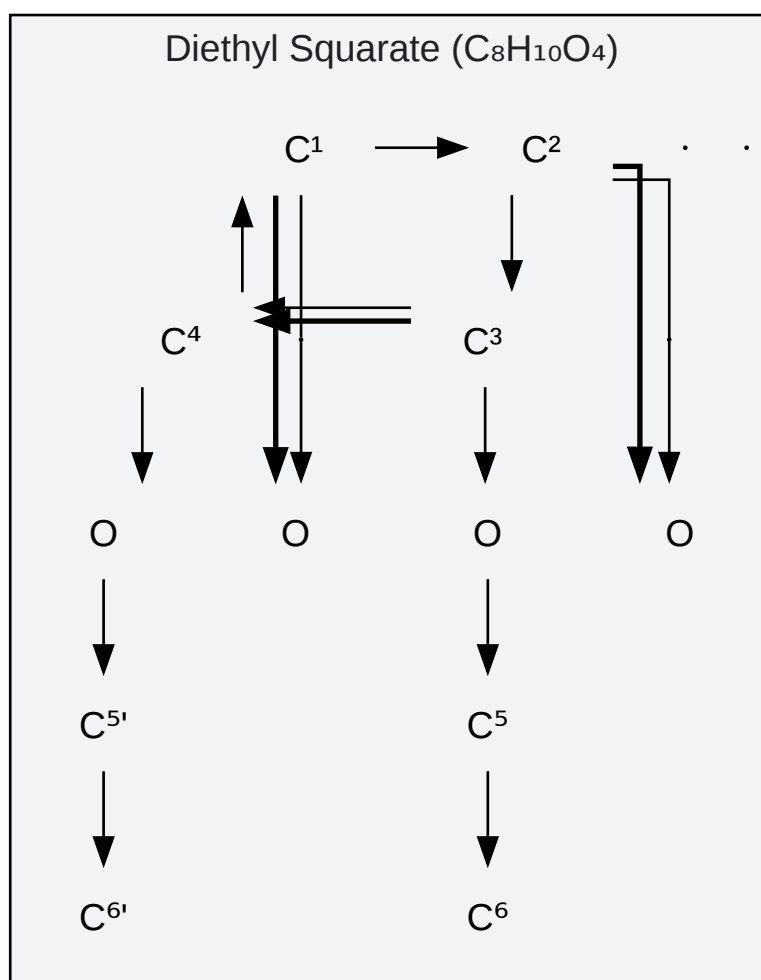 Diethyl Squarate (C₈H₁₀O₄)
C¹ C²
C⁴ C³
O O O O
C⁵' C⁵
C⁶' C⁶